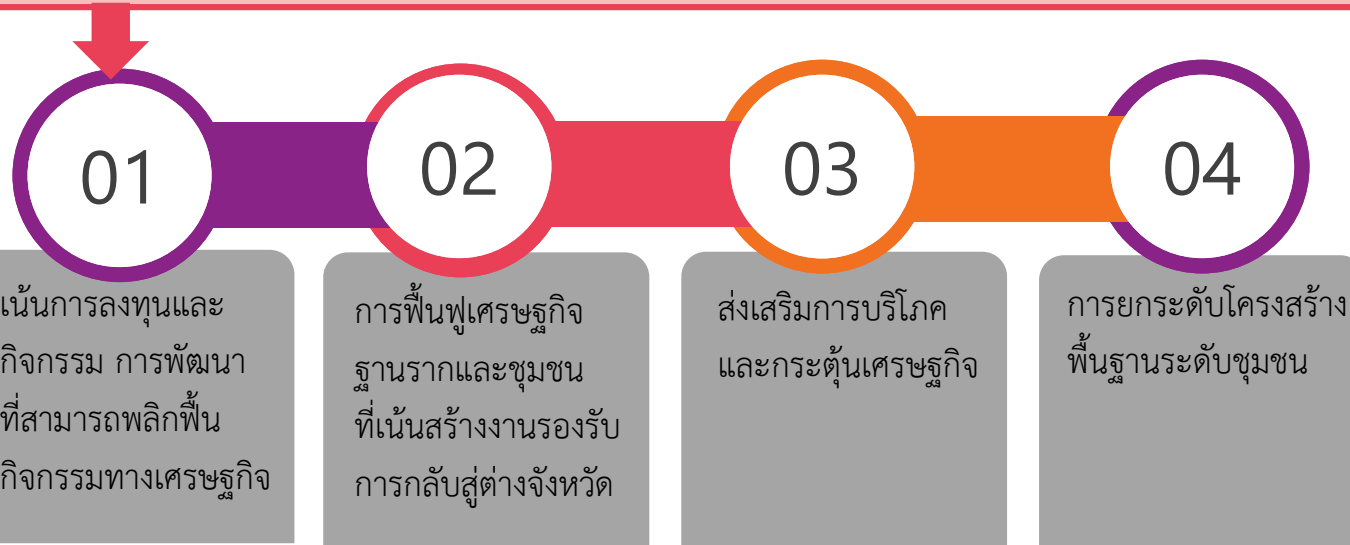 01
02
03
04
เน้นการลงทุนและ
กิจกรรม การพัฒนา
ที่สามารถพลิกฟื้น
กิจกรรมทางเศรษฐกิจ
การฟื้นฟูเศรษฐกิจ
ฐานรากและชุมชน
ที่เน้นสร้างงานรองรับ
การกลับสู่ต่างจังหวัด
ส่งเสริมการบริโภค
และกระตุ้นเศรษฐกิจ
การยกระดับโครงสร้าง
พื้นฐานระดับชุมชน